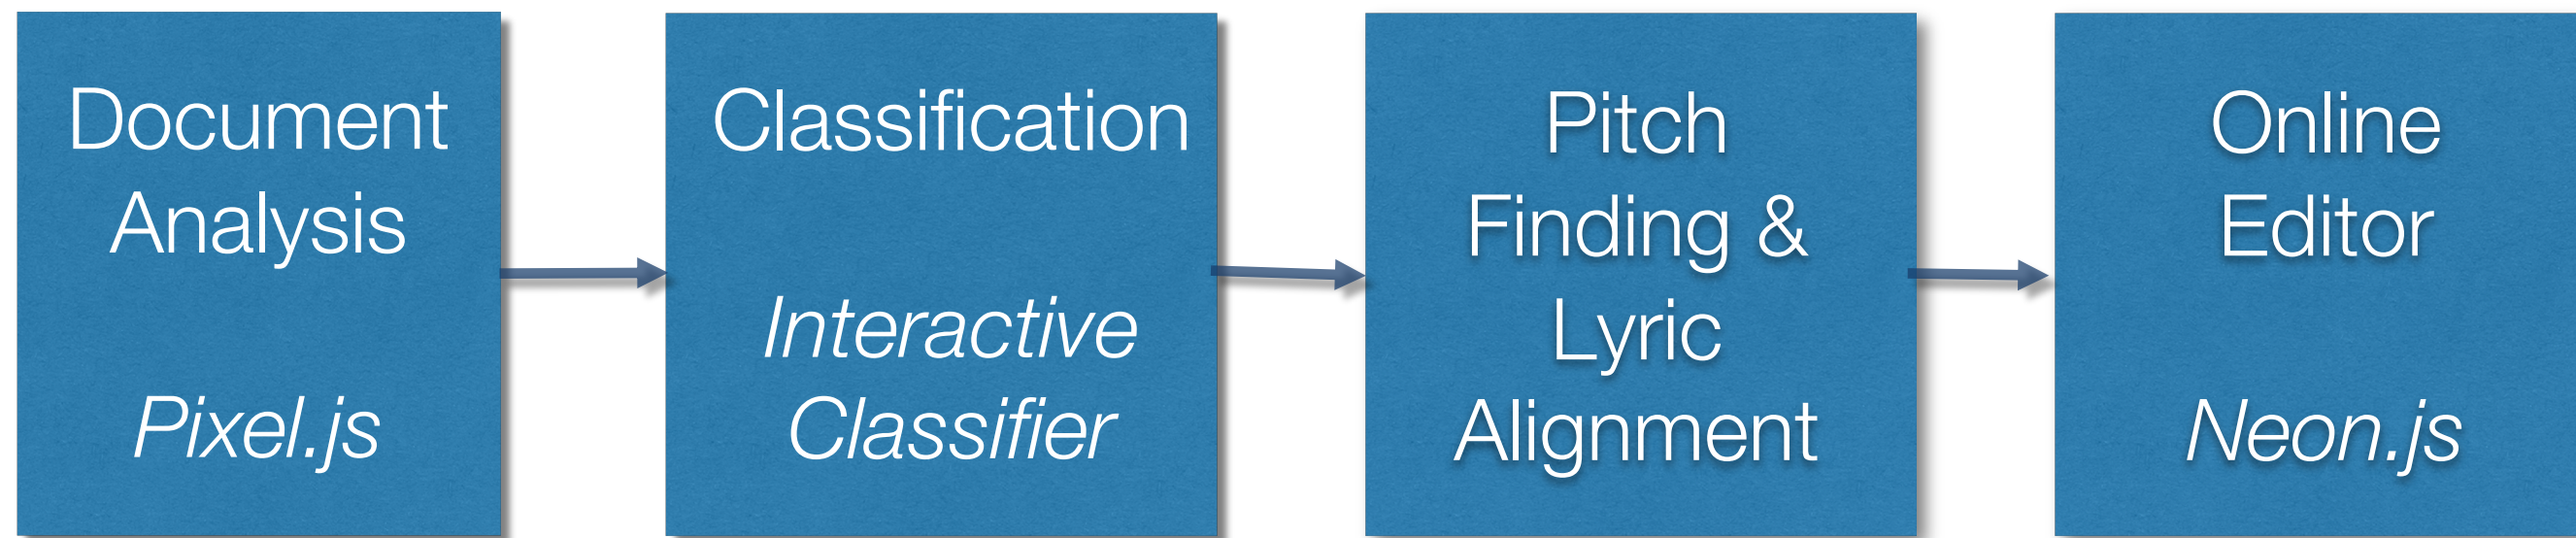 Document
Analysis
Pixel.js
Classification
Interactive
Classifier
Pitch
Finding &
Lyric
Alignment
Online
Editor
Neon.js